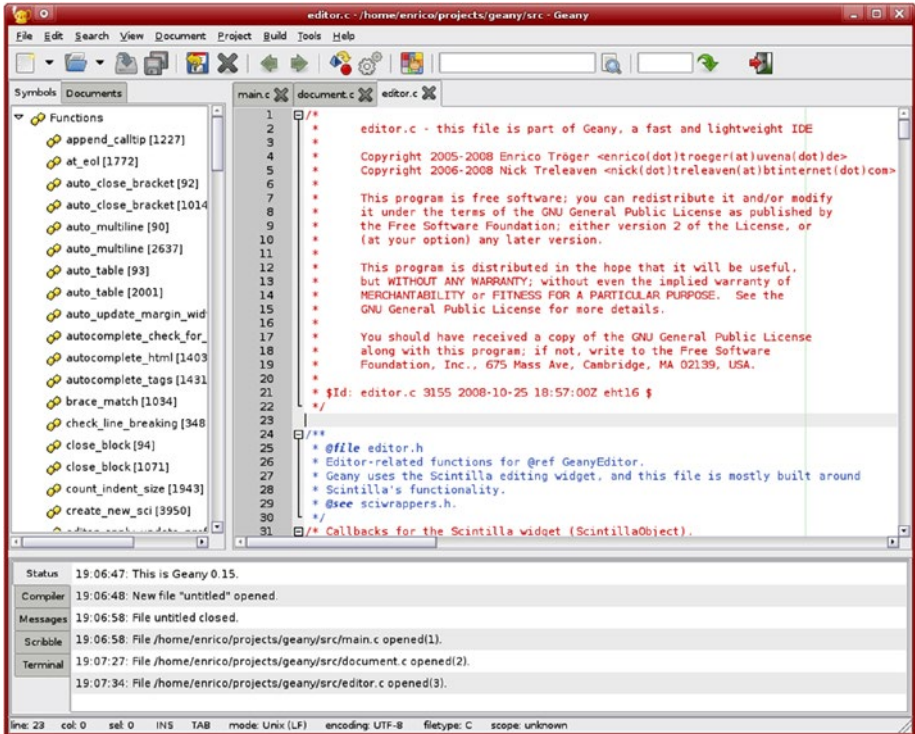 editor.c - /home/enrico/projects/geany/src - Geany
File Edit Search View Document Project Build Tools Help
Symbols Documents
main.c document.c editor.c
Functions
append_calltip [1227]
at_eol [1772]
auto_close_bracket [92]
auto_close_bracket [1014
auto_multiline [90]
auto_multiline [2637]
auto_table [93]
auto_table [2001]
auto_update_margin_wid
autocomplete_check_for_
autocomplete_html [1403
autocomplete_tags [1431
brace_match [1034]
check_line_breaking [348
close_block [94]
close_block [1071]
count_indent_size [1943]
create_new_sci [3950]
1 /*
2 * editor.c - this file is part of Geany, a fast and lightweight IDE
3 *
4 * Copyright 2005-2008 Enrico Tröger <enrico(dot)troeger(at)uvena(dot)de>
5 * Copyright 2006-2008 Nick Treleaven <nick(dot)treleaven(at)btinternet(dot)com>
6 *
7 * This program is free software; you can redistribute it and/or modify
8 * it under the terms of the GNU General Public License as published by
9 * the Free Software Foundation; either version 2 of the License, or
10 * (at your option) any later version.
11 *
12 * This program is distributed in the hope that it will be useful,
13 * but WITHOUT ANY WARRANTY; without even the implied warranty of
14 * MERCHANTABILITY or FITNESS FOR A PARTICULAR PURPOSE. See the
15 * GNU General Public License for more details.
16 *
17 * You should have received a copy of the GNU General Public License
18 * along with this program; if not, write to the Free Software
19 * Foundation, Inc., 675 Mass Ave, Cambridge, MA 02139, USA.
20 *
21 * $Id: editor.c 3155 2008-10-25 18:57:00Z eht16 $
22 */
23
24 /**
25 * @file editor.h
26 * Editor-related functions for @ref GeanyEditor.
27 * Geany uses the Scintilla editing widget, and this file is mostly built around
28 * Scintilla's functionality.
29 * @see sciwrappers.h.
30 */
31 /* Callbacks for the Scintilla widget (ScintillaObject).
Status
Compiler
Messages
Scribble
Terminal
19:06:47: This is Geany 0.15.
19:06:48: New file "untitled" opened.
19:06:58: File untitled closed.
19:06:58: File /home/enrico/projects/geany/src/main.c opened(1).
19:07:27: File /home/enrico/projects/geany/src/document.c opened(2).
19:07:34: File /home/enrico/projects/geany/src/editor.c opened(3).
line: 23 col: 0 sel: 0 INS TAB mode: Unix (LF) encoding: UTF-8 filetype: C scope: unknown